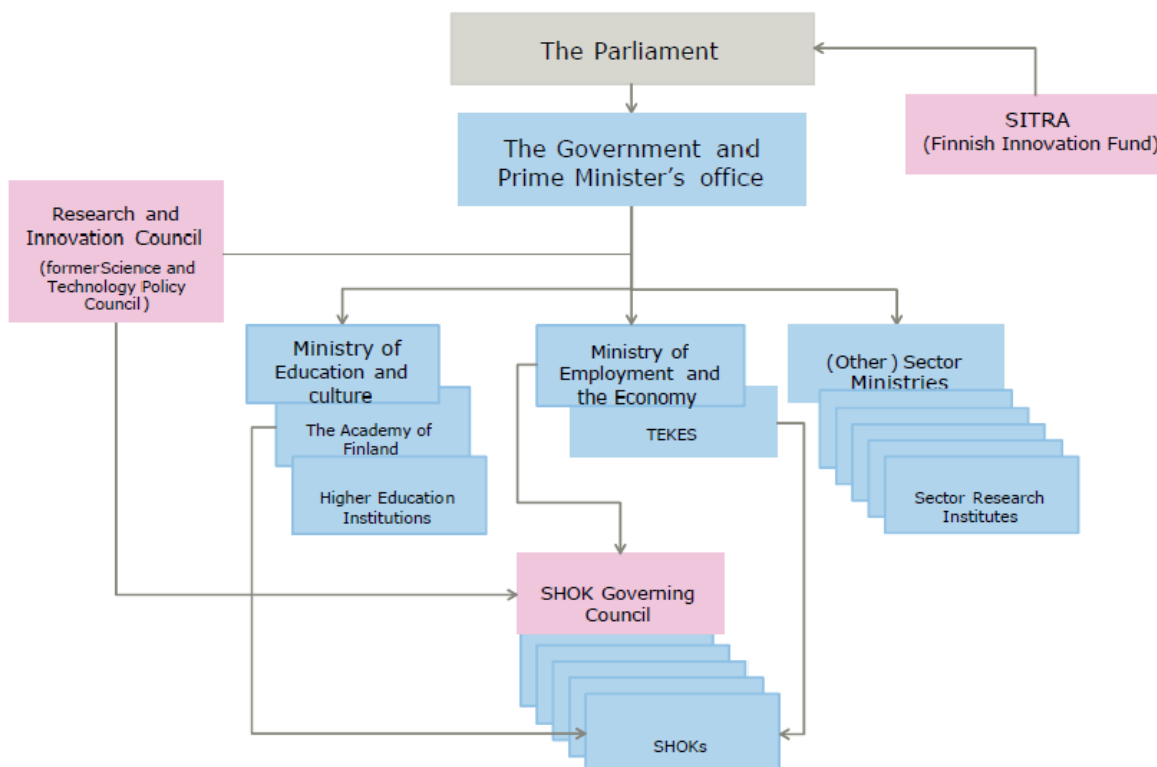 The Parliament
SITRA
(Finnish Innovation Fund)
The Government and
Prime Minister's office
Research and
Innovation Council
(formerScience and
Technology Policy
Council)
Ministry of
Education and
culture
Ministry of
Employment and
the Economy
(Other) Sector
Ministries
The Academy of
Finland
TEKES
Higher Education
Institutions
Sector Research
Institutes
SHOK Governing
Council
SHOKs